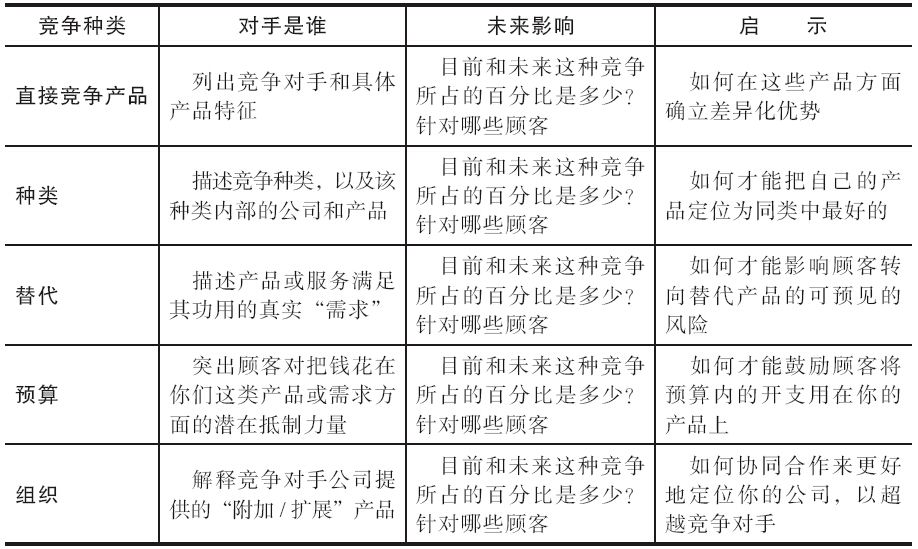 竞争种类 对手是谁 未来影响 启示
直接竞争产品
列出竞争对手和具体
产品特征
目前和未来这种竞争
所占的百分比是多少?
针对哪些顾客
如何在这些产品方面
确立差异化优势
种类
描述竞争种类，以及该
种类内部的公司和产品
目前和未来这种竞争
所占的百分比是多少?
针对哪些顾客
如何才能把自己的产
品定位为同类中最好的
替代
描述产品或服务满足
其功用的真实“需求”
目前和未来这种竞争
所占的百分比是多少?
针对哪些顾客
如何才能影响顾客转
向替代产品的可预见的
风险
预算
突出顾客对把钱花在
你们这类产品或需求方
面的潜在抵制力量
目前和未来这种竞争
所占的百分比是多少?
针对哪些顾客
如何才能鼓励顾客将
预算内的开支用在你的
产品上
组织
解释竞争对手公司提
供的“附加/扩展”产品
目前和未来这种竞争
所占的百分比是多少?
针对哪些顾客
如何协同合作来更好
地定位你的公司，以超
越竞争对手